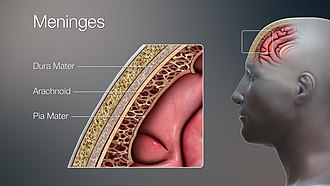 Meninges
Dura Mater
Arachnoid
Pia Mater